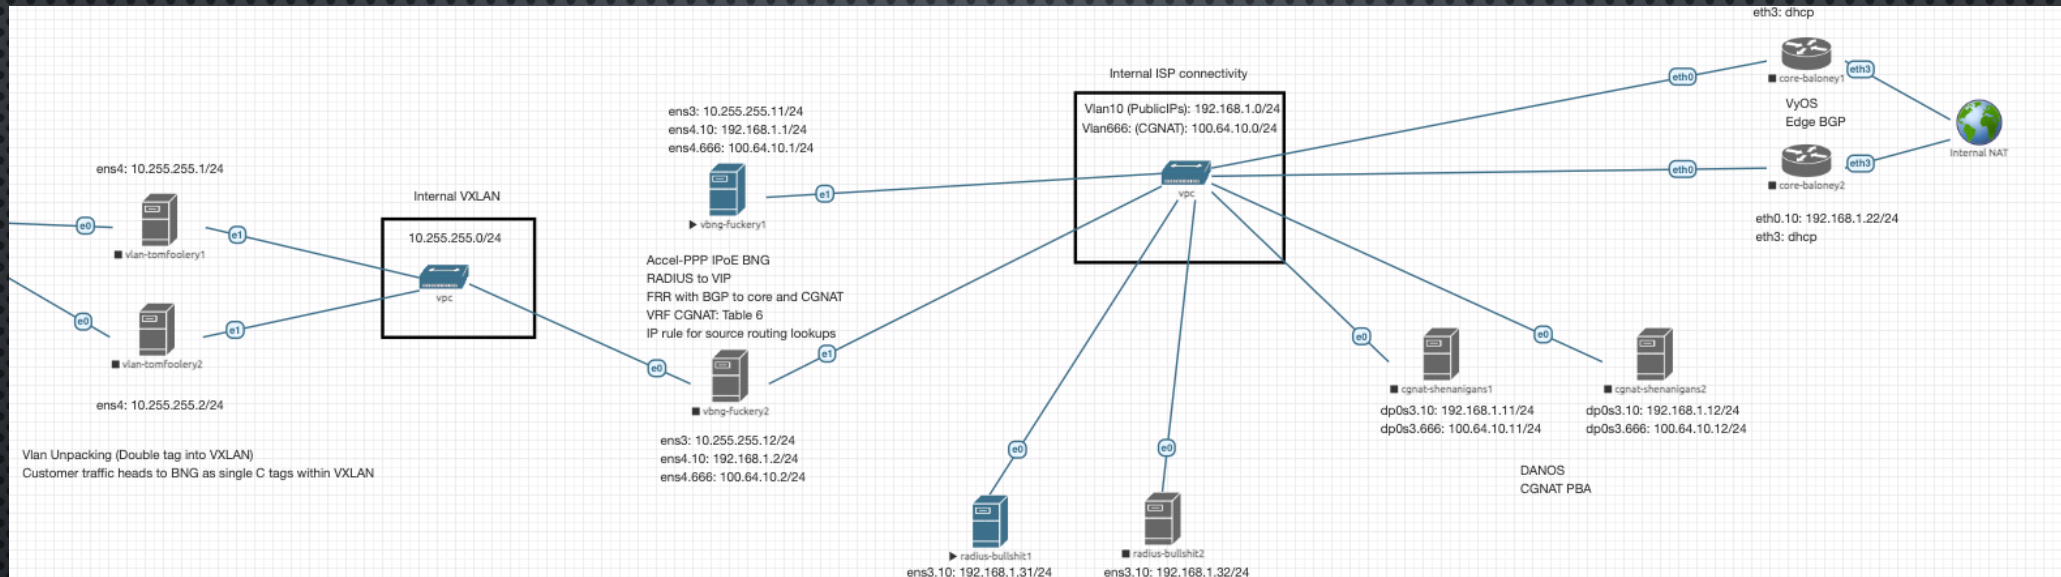 eth3: dhcp
eth0
core-baloney1
eth3
VyOS
Edge BGP
Internal NAT
eth0
core-baloney2
eth3
eth0.10: 192.168.1.22/24
eth3: dhcp
Internal ISP connectivity
Vlan10 (PublicIPs): 192.168.1.0/24
Vlan666: (CGNAT): 100.64.10.0/24
vpc
ens3: 10.255.255.11/24
ens4.10: 192.168.1.1/24
ens4.666: 100.64.10.1/24
e1
vbng-fuckery1
Accel-PPP IPoE BNG
RADIUS to VIP
FRR with BGP to core and CGNAT
VRF CGNAT: Table 6
IP rule for source routing lookups
e1
e0
vbng-fuckery2
ens3: 10.255.255.12/24
ens4.10: 192.168.1.2/24
ens4.666: 100.64.10.2/24
ens4: 10.255.255.1/24
e0
e1
vlan-tomfoolery1
Internal VXLAN
10.255.255.0/24
vpc
e0
e1
vlan-tomfoolery2
ens4: 10.255.255.2/24
Vlan Unpacking (Double tag into VXLAN)
Customer traffic heads to BNG as single C tags within VXLAN
e0
e0
radius-bullshit1
ens3.10: 192.168.1.31/24
radius-bullshit2
ens3.10: 192.168.1.32/24
e0
e0
cgnat-shenanigans1
dp0s3.10: 192.168.1.11/24
dp0s3.666: 100.64.10.11/24
cgnat-shenanigans2
dp0s3.10: 192.168.1.12/24
dp0s3.666: 100.64.10.12/24
DANOS
CGNAT PBA